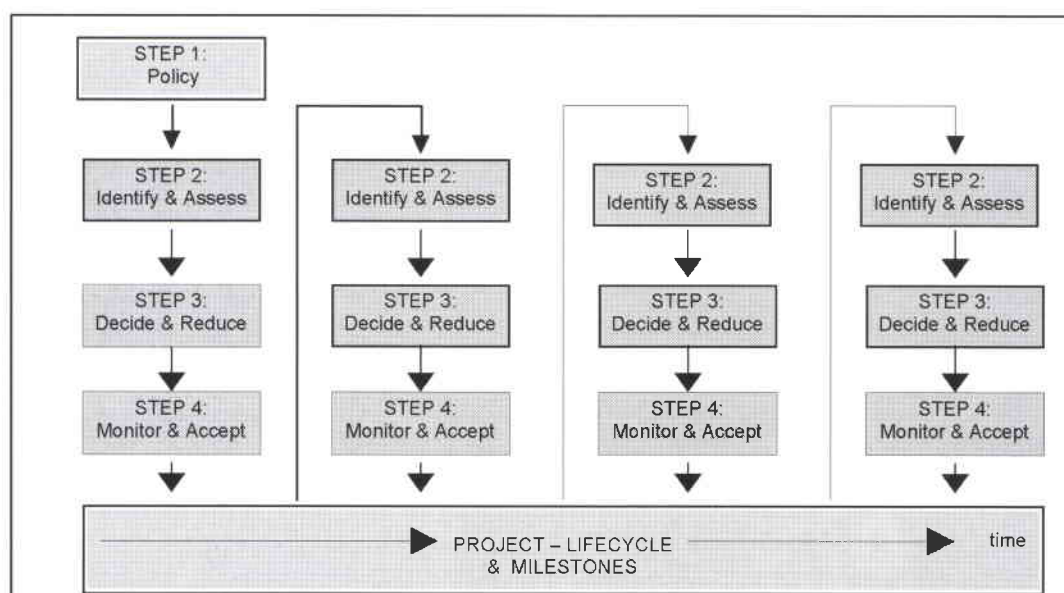 STEP 1:
Policy
STEP 2:
Identify & Assess
STEP 3:
Decide & Reduce
STEP 4:
Monitor & Accept
STEP 2:
Identify & Assess
STEP 3:
Decide & Reduce
STEP 4:
Monitor & Accept
STEP 2:
Identify & Assess
STEP 3:
Decide & Reduce
STEP 4:
Monitor & Accept
STEP 2:
Identify & Assess
STEP 3:
Decide & Reduce
STEP 4:
Monitor & Accept
PROJECT – LIFECYCLE
& MILESTONES
time